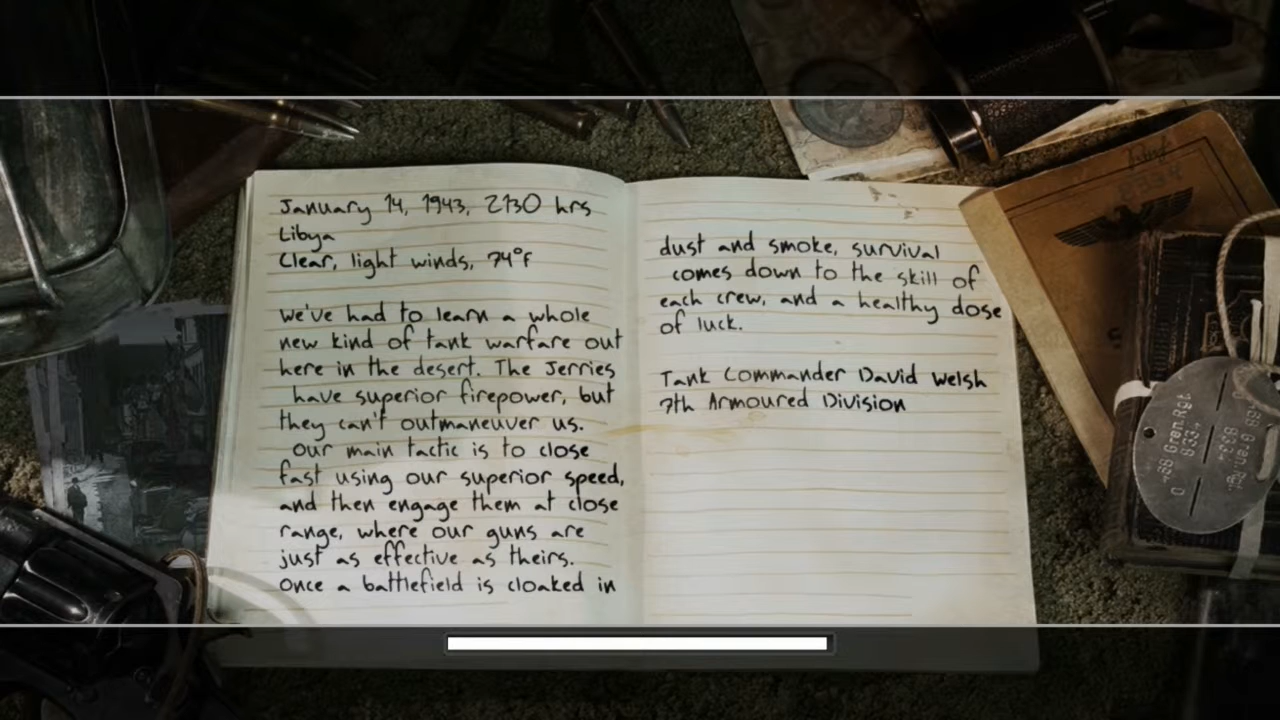 January 14, 1943, 2130 hrs
Libya
Clear, light winds, 74°F
We've had to learn a whole
new kind of tank warfare out
here in the desert. The Jerries
have superior firepower, but
they can't outmaneuver us.
Our main tactic is to close
fast using our superior speed,
and then engage them at close
range, where our guns are
just as effective as theirs.
Once a battlefield is cloaked in
dust and smoke, survival
comes down to the skill of
each crew, and a healthy dose
of luck.
Tank Commander David Welsh
7th Armoured Division